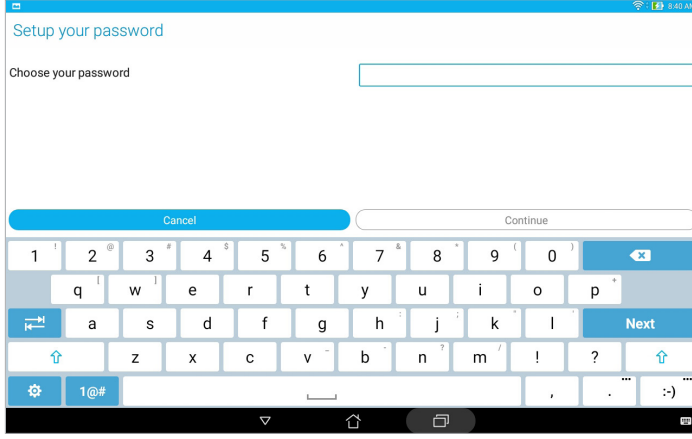 8:40 AM
Setup your password
Choose your password
Cancel Continue
! @ # $ % ^ & * ( )
1 2 3 4 5 6 7 8 9 0
[ ] +
q w e r t y u i o p
: ; " '
a s d f g h j k l Next
_ - ? /
z x c v b n m ! ?
1@# , . :-)